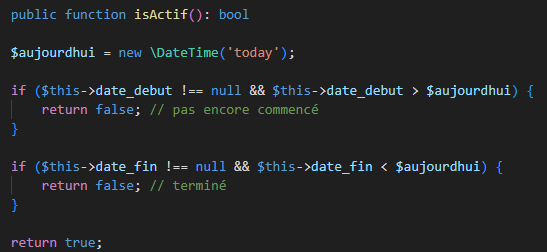 public function isActif(): bool
$aujourdhui = new \DateTime('today');
if ($this->date_debut !== null && $this->date_debut > $aujourdhui) {
return false; // pas encore commencé
}
if ($this->date_fin !== null && $this->date_fin < $aujourdhui) {
return false; // terminé
}
return true;